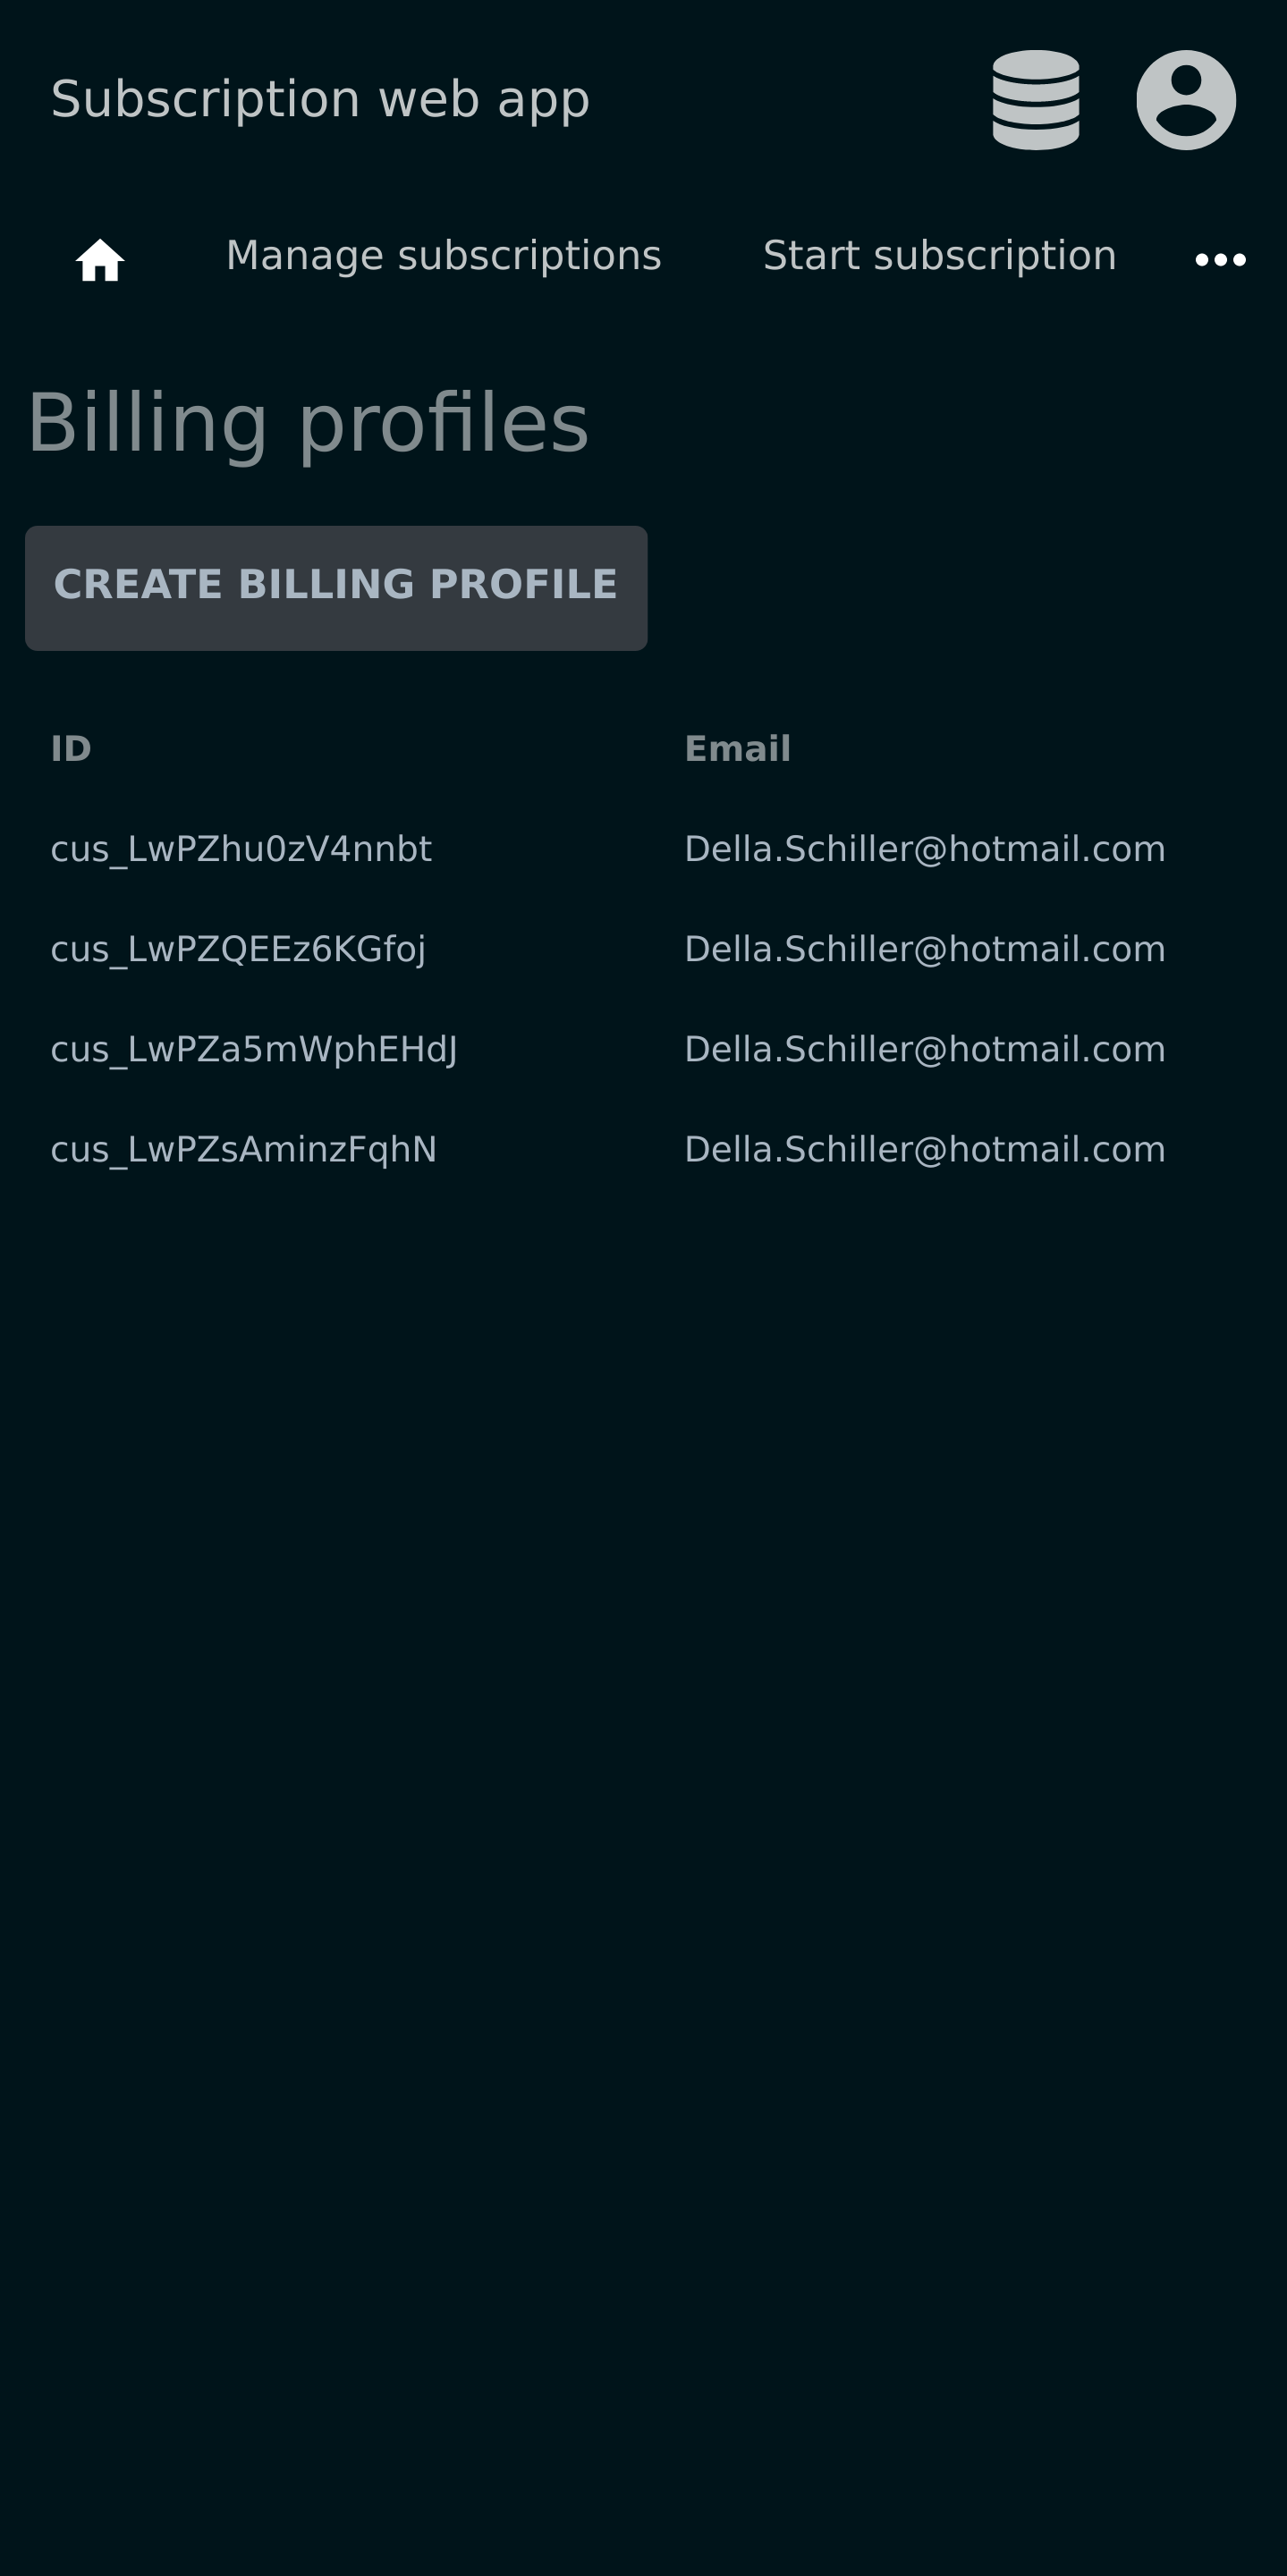 Subscription web app
Manage subscriptions Start subscription
Billing profiles
CREATE BILLING PROFILE
ID Email
cus_LwPZhu0zV4nnbt Della.Schiller@hotmail.com
cus_LwPZQEEz6KGfoj Della.Schiller@hotmail.com
cus_LwPZa5mWphEHdJ Della.Schiller@hotmail.com
cus_LwPZsAminzFqhN Della.Schiller@hotmail.com